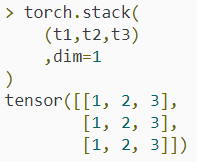 > torch.stack(
    (t1,t2,t3)
    ,dim=1
)
tensor([[1, 2, 3],
        [1, 2, 3],
        [1, 2, 3]])